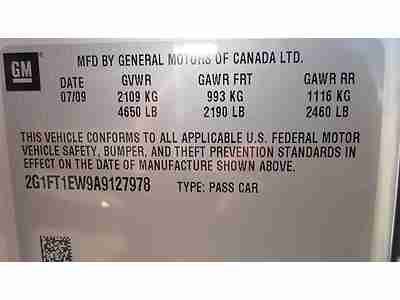 GM
MFD BY GENERAL MOTORS OF CANADA LTD.
DATE GVWR GAWR FRT GAWR RR
07/09 2109 KG 993 KG 1116 KG
4650 LB 2190 LB 2460 LB
THIS VEHICLE CONFORMS TO ALL APPLICABLE U.S. FEDERAL MOTOR
VEHICLE SAFETY, BUMPER, AND THEFT PREVENTION STANDARDS IN
EFFECT ON THE DATE OF MANUFACTURE SHOWN ABOVE.
2G1FT1EW9A9127978 TYPE: PASS CAR